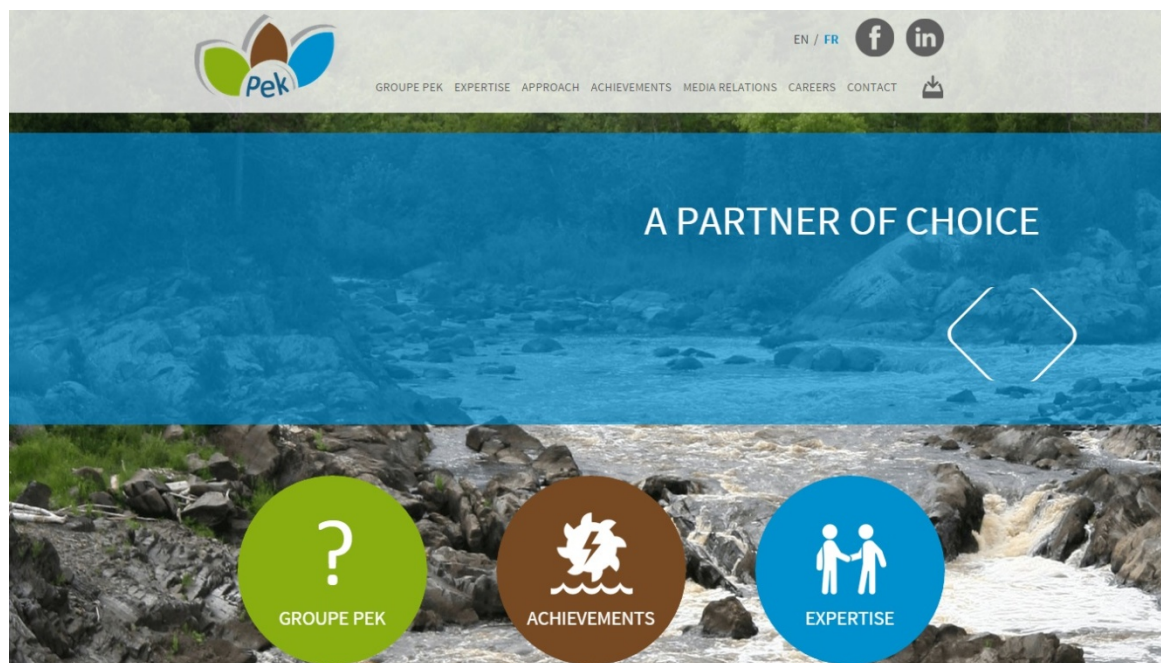 Pek
EN / FR
GROUPE PEK EXPERTISE APPROACH ACHIEVEMENTS MEDIA RELATIONS CAREERS CONTACT
A PARTNER OF CHOICE
?
GROUPE PEK
ACHIEVEMENTS
EXPERTISE